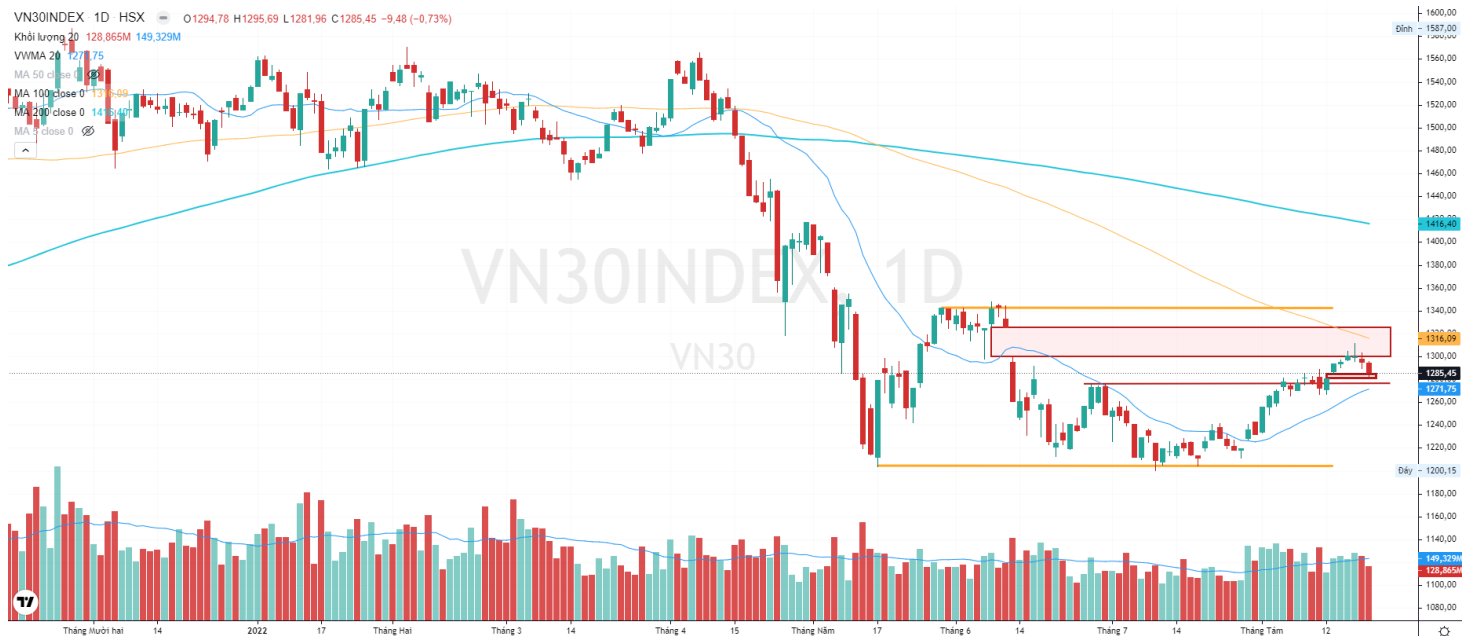 VN30INDEX · 1D · HSX O1294,78 H1295,69 L1281,96 C1285,45 −9,48 (−0,73%)
Khối lượng 20 128,865M 149,329M
VWMA 20 1271,75
MA 50 close 0
MA 100 close 0 1316,09
MA 200 close 0 1416,40
MA 5 close 0
VN30INDEX, 1D
VN30
1600,00
Đỉnh 1587,00
1580,00
1560,00
1540,00
1520,00
1500,00
1480,00
1460,00
1440,00
1416,40
1400,00
1380,00
1360,00
1340,00
1320,00
1316,09
1300,00
1285,45
1271,75
1260,00
1240,00
1220,00
Đáy 1200,15
1180,00
1160,00
1140,00
149,329M
128,865M
1100,00
1080,00
Tháng Mười hai 14 2022 17 Tháng Hai Tháng 3 14 Tháng 4 15 Tháng Năm 17 Tháng 6 14 Tháng 7 14 Tháng Tám 12